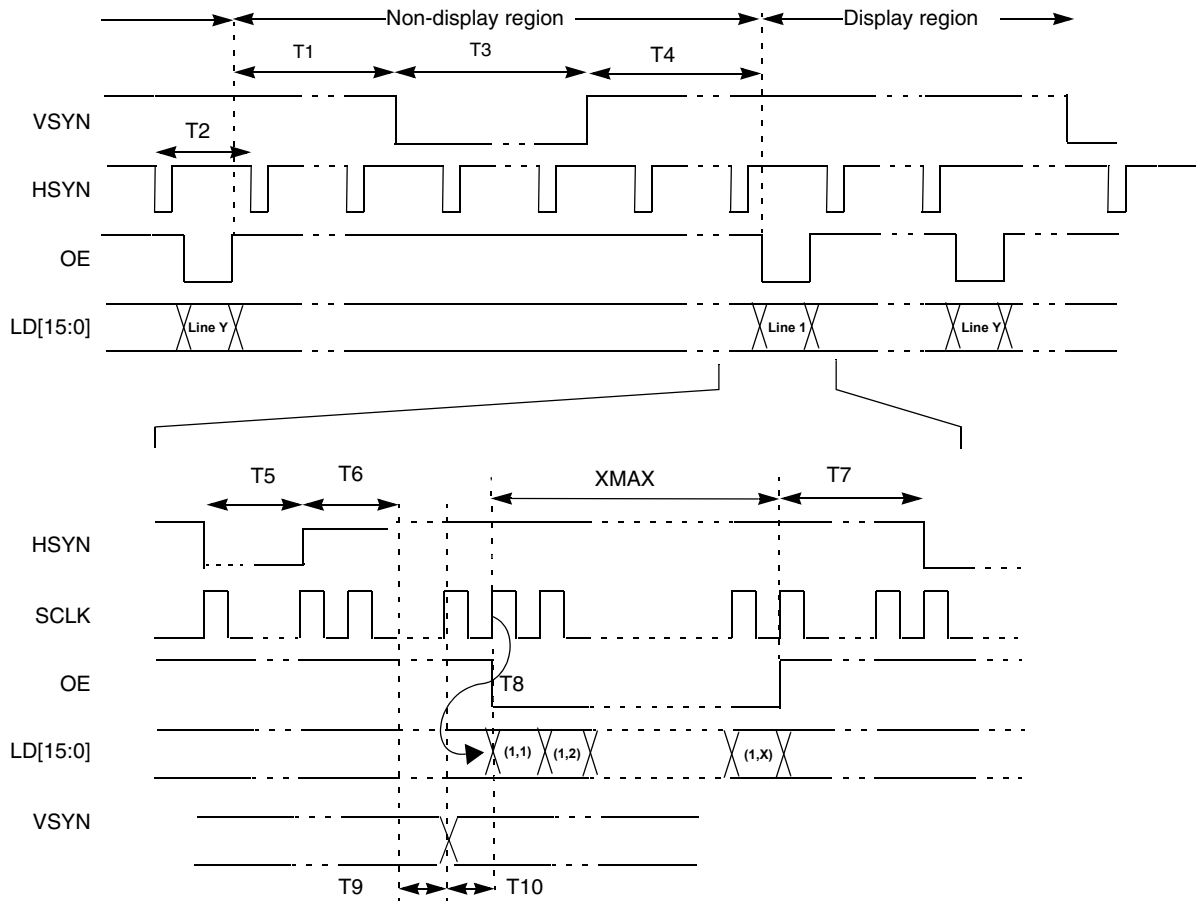 Non-display region
Display region
T1
T3
T4
VSYN
T2
HSYN
OE
LD[15:0]
Line Y
Line 1
Line Y
T5
T6
XMAX
T7
HSYN
SCLK
OE
T8
LD[15:0]
(1,1)
(1,2)
(1,X)
VSYN
T9
T10